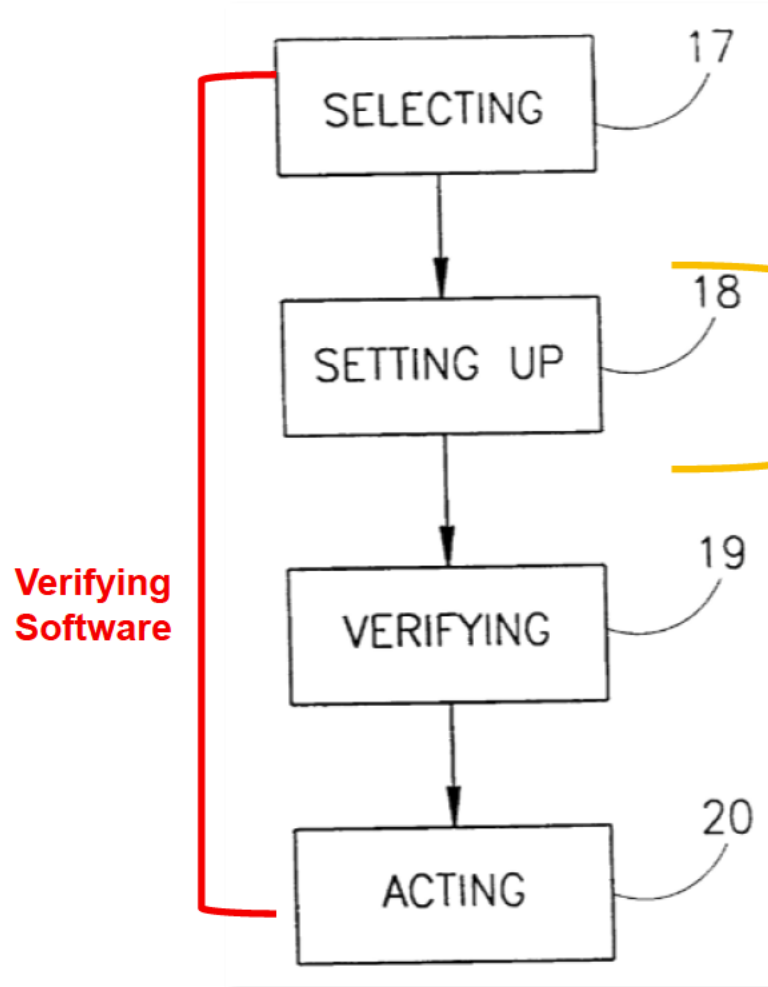 17
SELECTING
18
SETTING UP
19
Verifying
Software
VERIFYING
20
ACTING